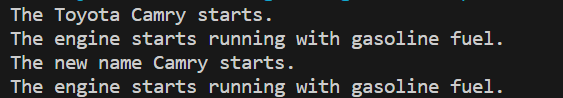 The Toyota Camry starts.
The engine starts running with gasoline fuel.
The new name Camry starts.
The engine starts running with gasoline fuel.